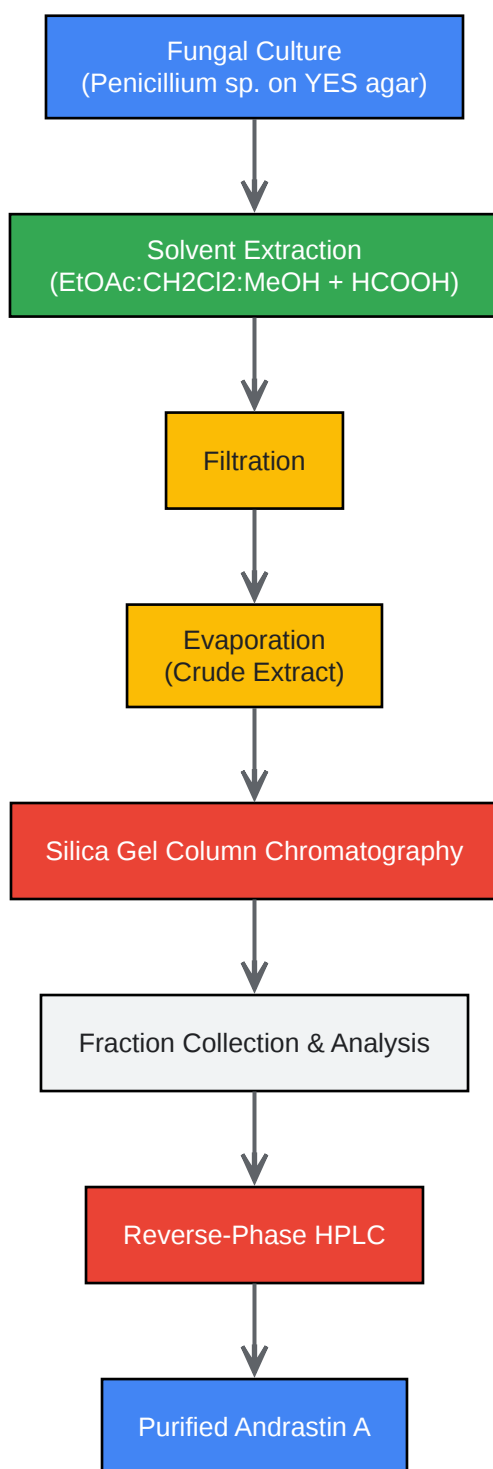 Fungal Culture
(Penicillium sp. on YES agar)
Solvent Extraction
(EtOAc:CH2Cl2:MeOH + HCOOH)
Filtration
Evaporation
(Crude Extract)
Silica Gel Column Chromatography
Fraction Collection & Analysis
Reverse-Phase HPLC
Purified Andrastin A